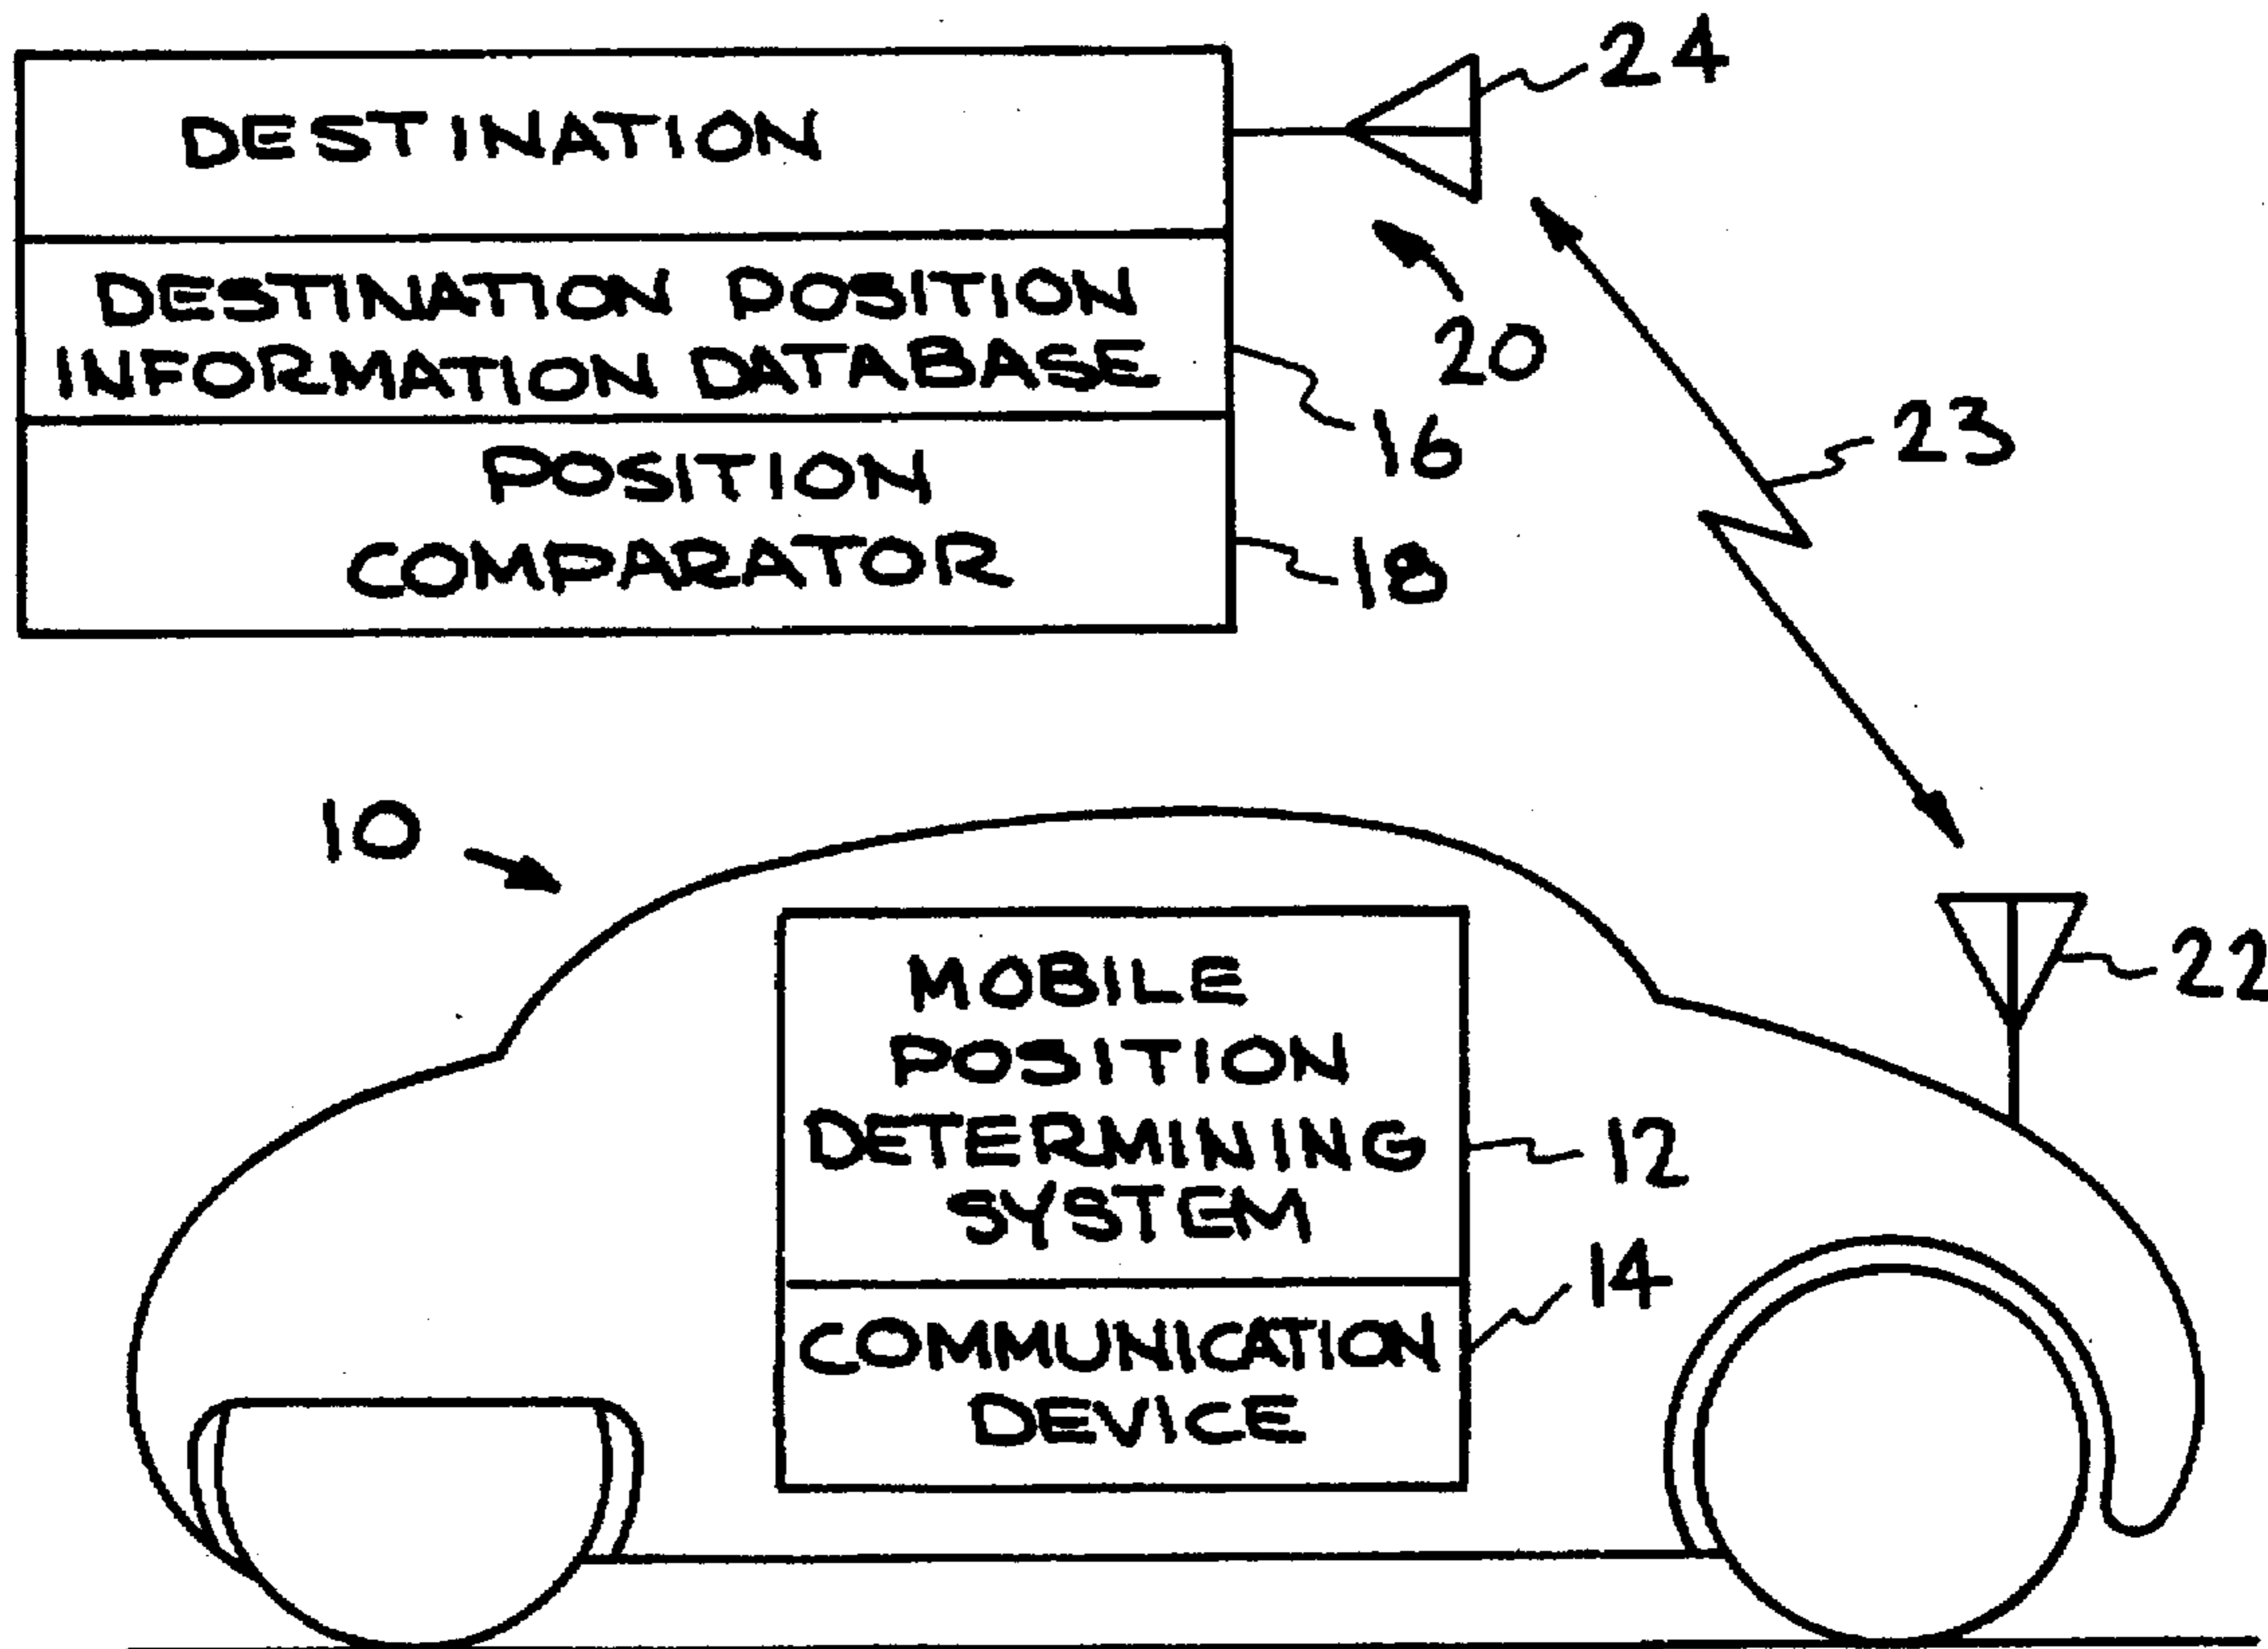 24
DESTINATION
DESTINATION POSITION
INFORMATION DATABASE
20
23
16
POSITION
COMPARATOR
18
10
MOBILE
POSITION
DETERMINING
SYSTEM
22
12
14
COMMUNICATION
DEVICE